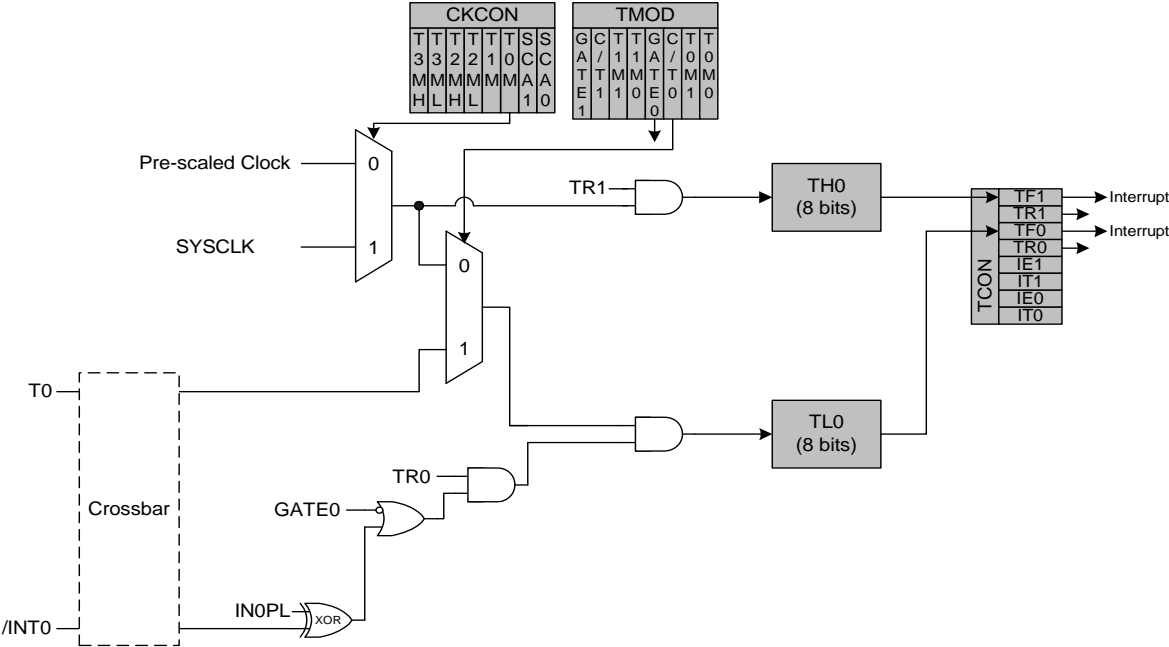 CKCON
TMOD
T3MH
T3ML
T2MH
T2ML
T1M
T0M
SCA1
SCA0
GATE1
C/T1
T1M1
T1M0
GATE0
C/T0
T0M1
T0M0
Pre-scaled Clock
0
SYSCLK
1
TR1
TH0
(8 bits)
0
1
TCON
TF1
TR1
TF0
TR0
IE1
IT1
IE0
IT0
Interrupt
Interrupt
T0
Crossbar
TL0
(8 bits)
TR0
GATE0
IN0PL
XOR
/INT0